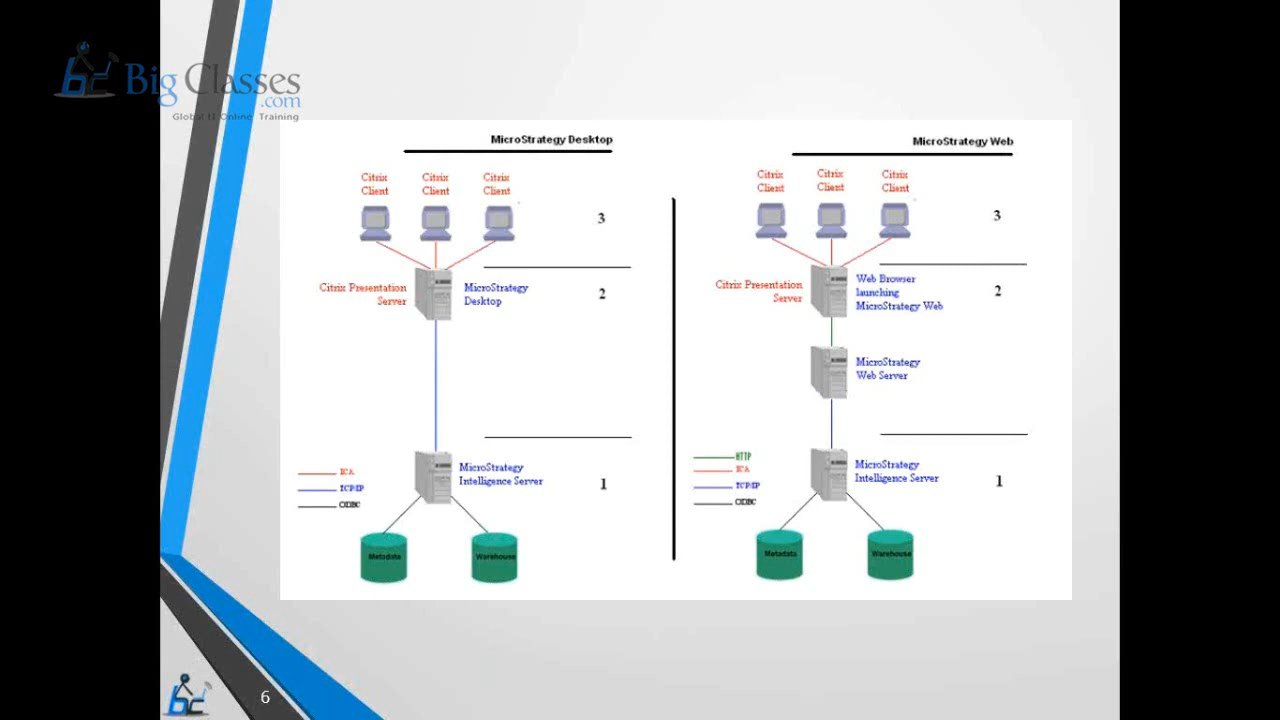 Big Classes
.com
Global IT Online Training
MicroStrategy Desktop
Citrix Client
Citrix Client
Citrix Client
3
Citrix Presentation
Server
MicroStrategy
Desktop
2
MicroStrategy
Intelligence Server
1
ICA
TCP/IP
ODBC
Metadata
Warehouse
MicroStrategy Web
Citrix Client
Citrix Client
Citrix Client
3
Citrix Presentation
Server
Web Browser
launching
MicroStrategy Web
2
MicroStrategy
Web Server
MicroStrategy
Intelligence Server
1
HTTP
ICA
TCP/IP
ODBC
Metadata
Warehouse
6